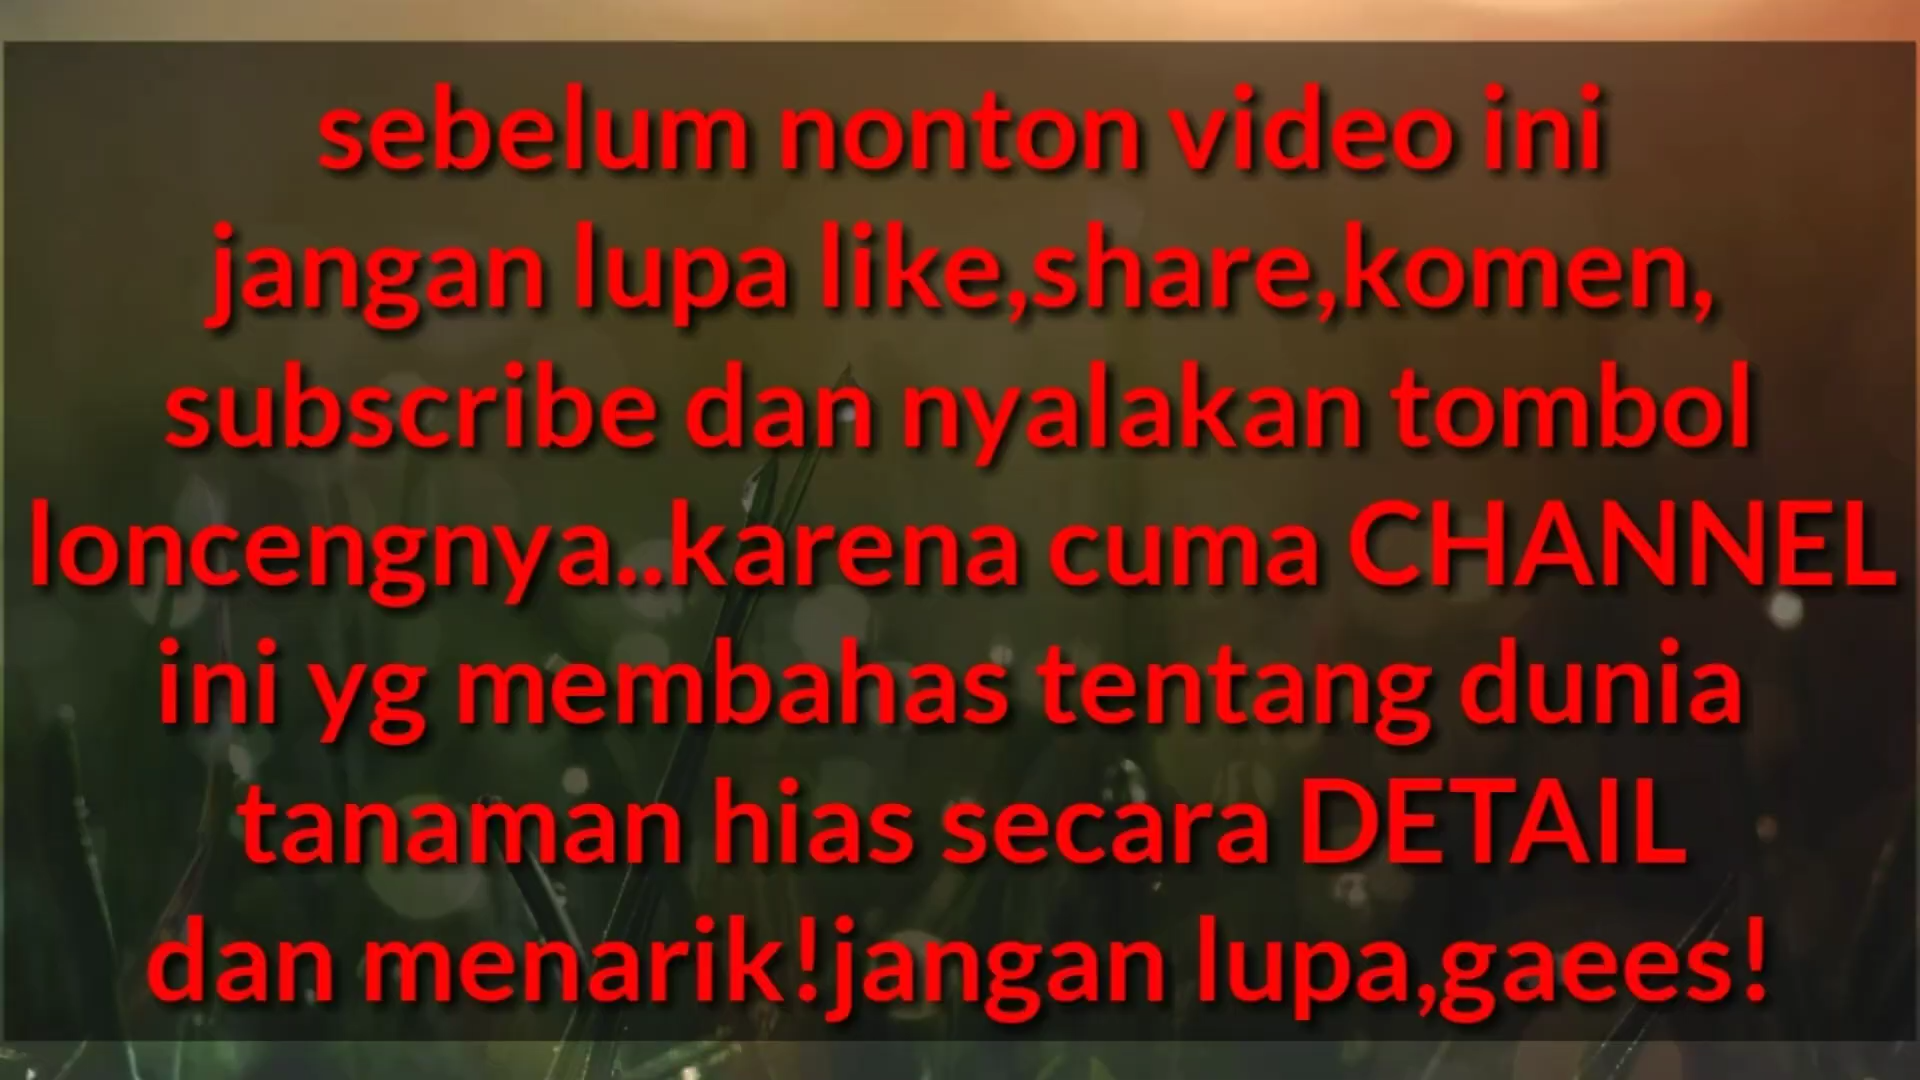 sebelum nonton video ini
jangan lupa like,share,komen,
subscribe dan nyalakan tombol
loncengnya..karena cuma CHANNEL
ini yg membahas tentang dunia
tanaman hias secara DETAIL
dan menarik!jangan lupa,gaees!